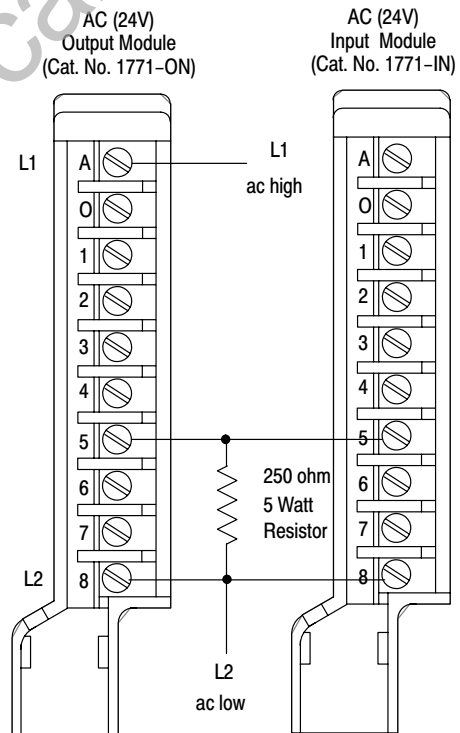 AC (24V)
Output Module
(Cat. No. 1771–ON)
AC (24V)
Input Module
(Cat. No. 1771–IN)
L1
A
0
1
2
3
4
5
6
7
8
L2
L1
ac high
250 ohm
5 Watt
Resistor
L2
ac low
A
0
1
2
3
4
5
6
7
8